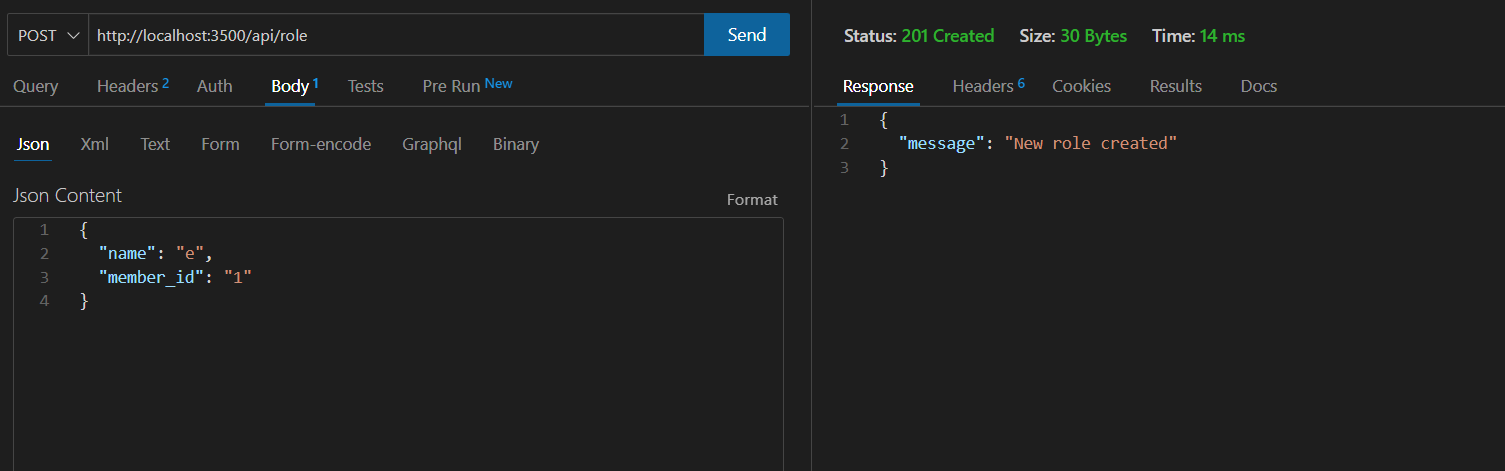 POST http://localhost:3500/api/role Send
Query Headers 2 Auth Body 1 Tests Pre Run New
Json Xml Text Form Form-encode Graphql Binary
Json Content
Format
1 {
2 "name": "e",
3 "member_id": "1"
4 }
Status: 201 Created Size: 30 Bytes Time: 14 ms
Response Headers 6 Cookies Results Docs
1 {
2 "message": "New role created"
3 }